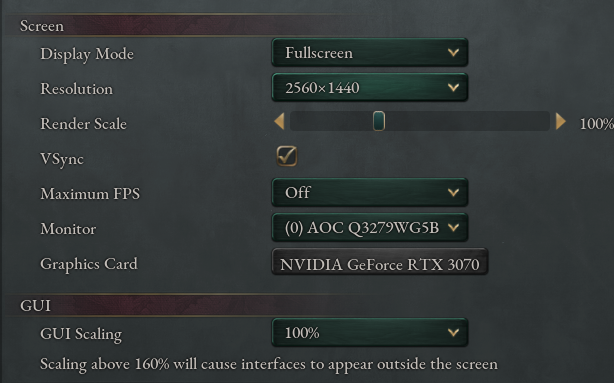 Screen
Display Mode Fullscreen
Resolution 2560×1440
Render Scale 100%
VSync
Maximum FPS Off
Monitor (0) AOC Q3279WG5B
Graphics Card NVIDIA GeForce RTX 3070
GUI
GUI Scaling 100%
Scaling above 160% will cause interfaces to appear outside the screen